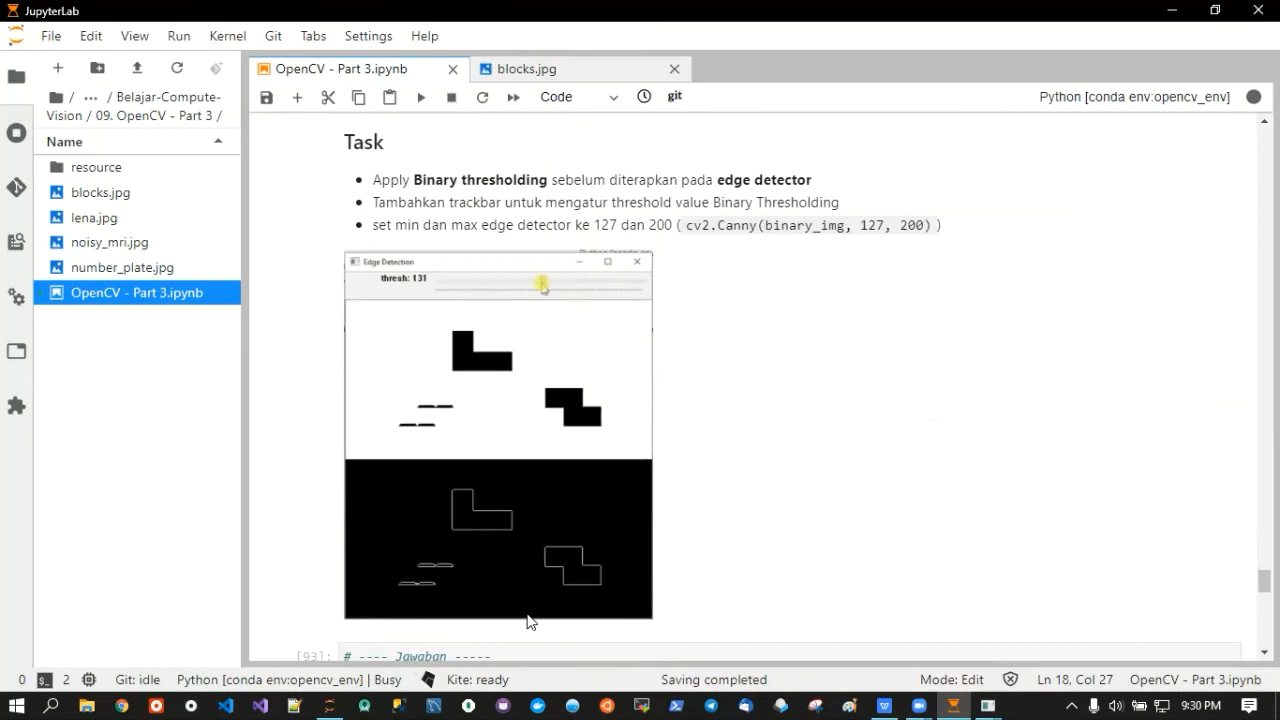 JupyterLab
File Edit View Run Kernel Git Tabs Settings Help
OpenCV - Part 3.ipynb
blocks.jpg
/ ··· / Belajar-Compute-
Vision / 09. OpenCV - Part 3 /
Code
git
Python [conda env:opencv_env]
Name
resource
blocks.jpg
lena.jpg
noisy_mri.jpg
number_plate.jpg
OpenCV - Part 3.ipynb
Task
• Apply Binary thresholding sebelum diterapkan pada edge detector
• Tambahkan trackbar untuk mengatur threshold value Binary Thresholding
• set min dan max edge detector ke 127 dan 200 ( cv2.Canny(binary_img, 127, 200) )
Edge Detection
thresh: 131
[93]: # ---- Jawaban -----
0 2 Git: idle Python [conda env:opencv_env] | Busy Kite: ready Saving completed Mode: Edit Ln 18, Col 27 OpenCV - Part 3.ipynb
9:30 PM